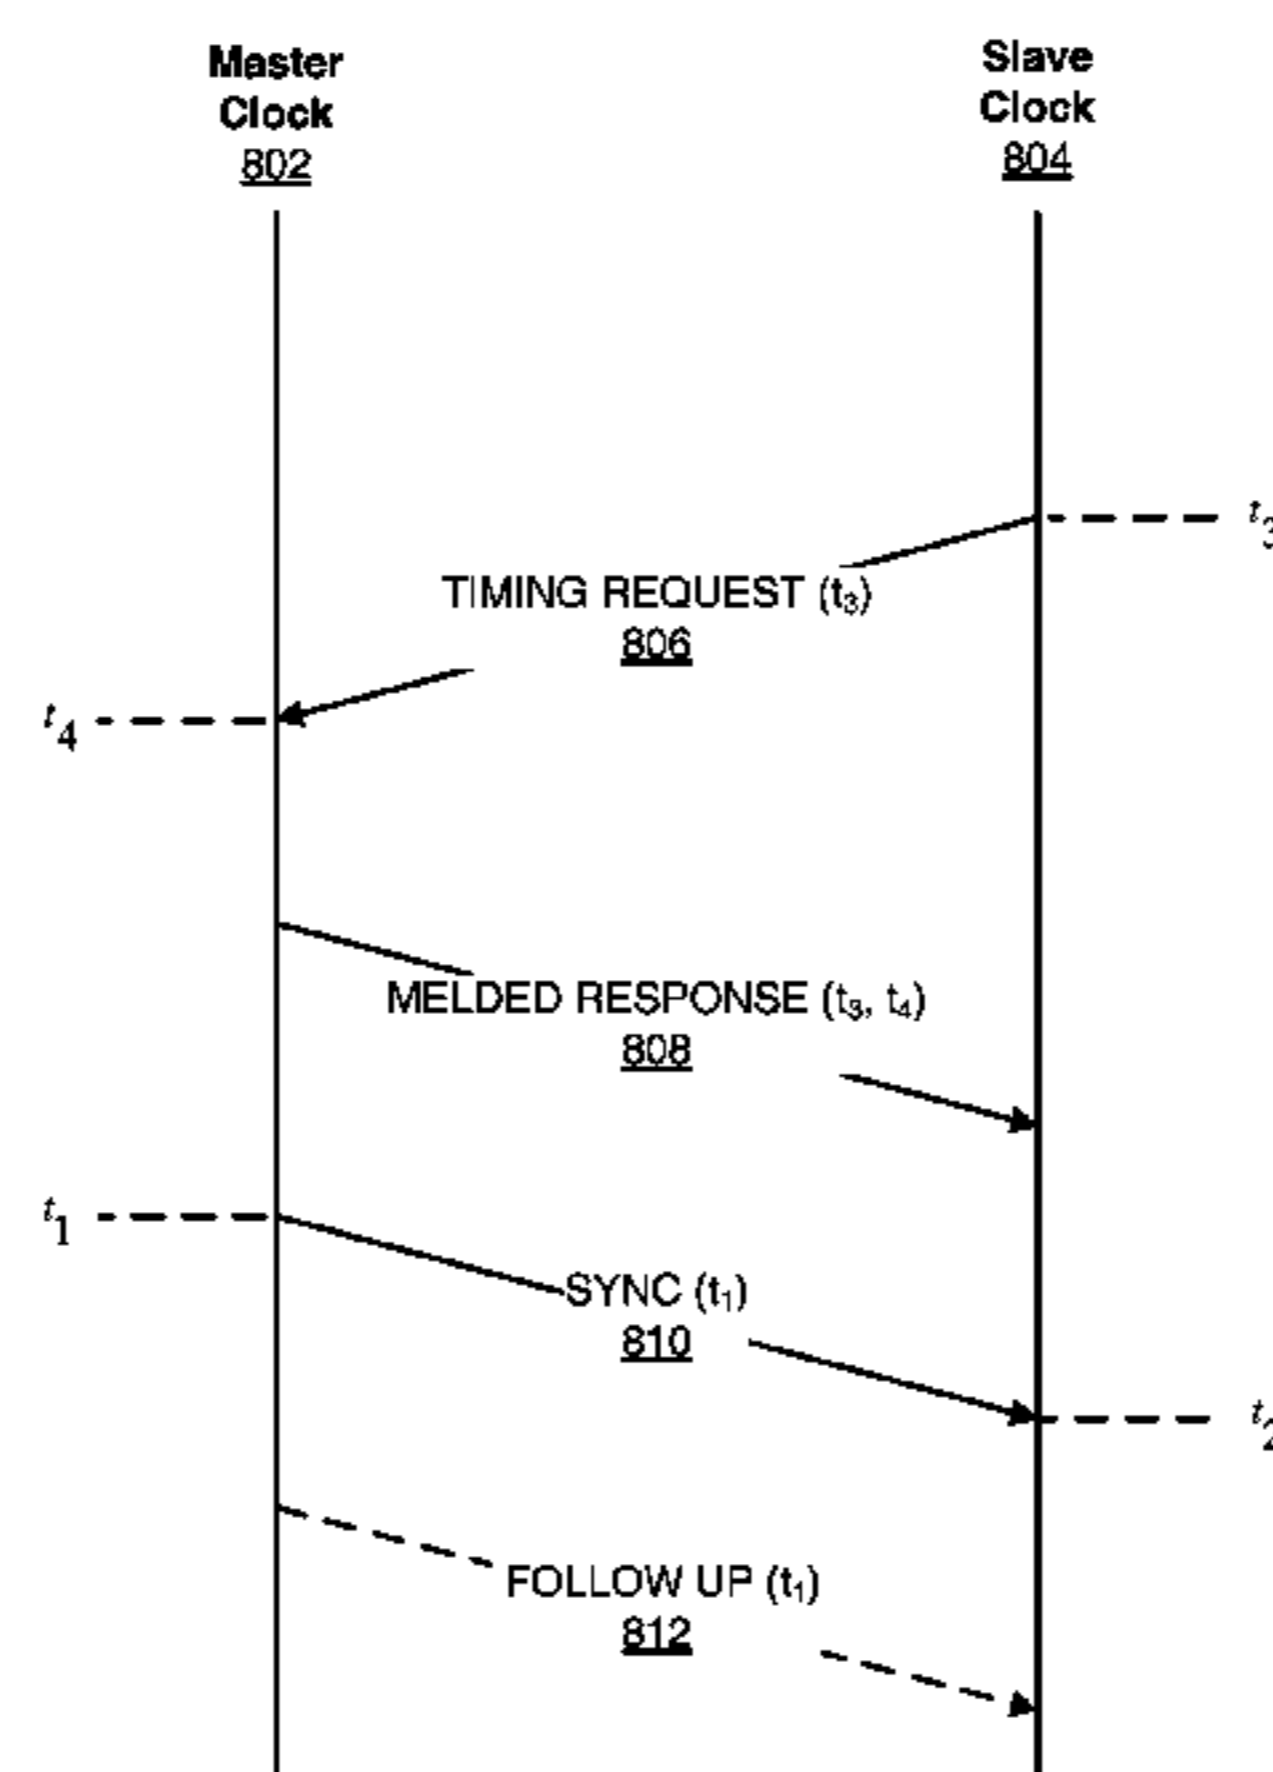 Master
Clock
802
Slave
Clock
804
t3
TIMING REQUEST (t3)
806
t4
MELDED RESPONSE (t3, t4)
808
t1
SYNC (t1)
810
t2
FOLLOW UP (t1)
812